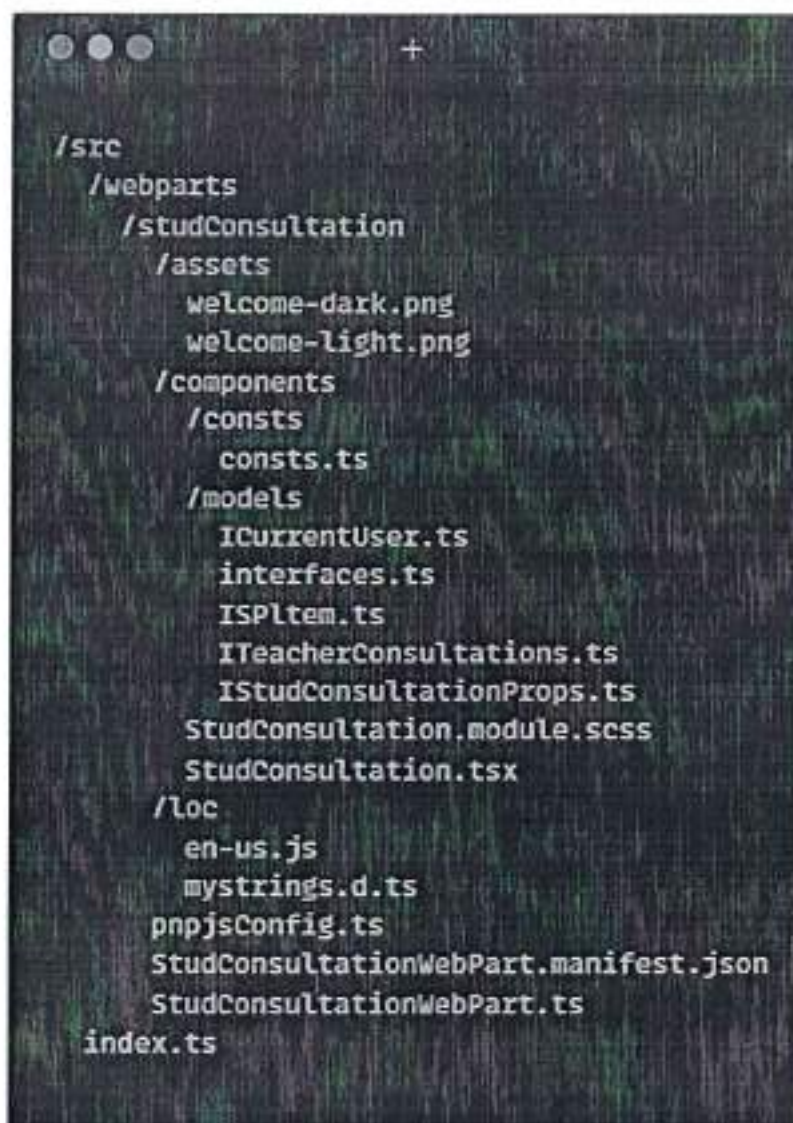 +
/src
/webparts
/studConsultation
/assets
welcome-dark.png
welcome-light.png
/components
/consts
consts.ts
/models
ICurrentUser.ts
interfaces.ts
ISPltem.ts
ITeacherConsultations.ts
IStudConsultationProps.ts
StudConsultation.module.scss
StudConsultation.tsx
/loc
en-us.js
mystrings.d.ts
pnpjsConfig.ts
StudConsultationWebPart.manifest.json
StudConsultationWebPart.ts
index.ts